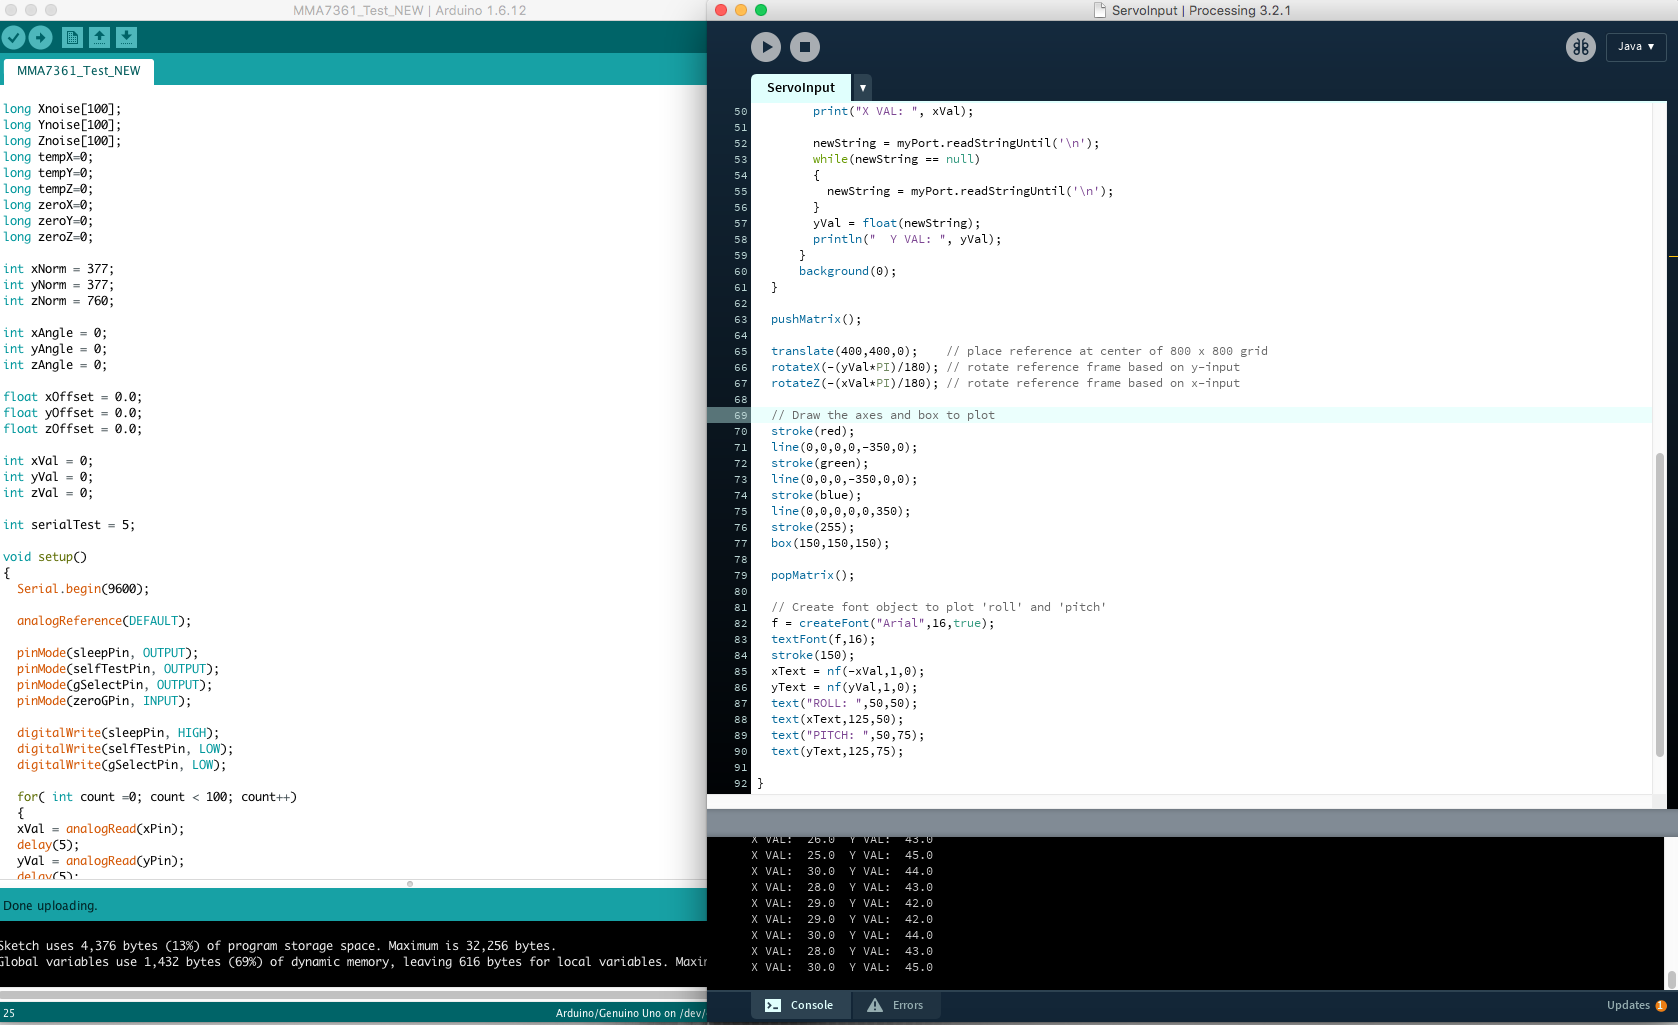 MMA7361_Test_NEW | Arduino 1.6.12
MMA7361_Test_NEW
long Xnoise[100];
long Ynoise[100];
long Znoise[100];
long tempX=0;
long tempY=0;
long tempZ=0;
long zeroX=0;
long zeroY=0;
long zeroZ=0;
int xNorm = 377;
int yNorm = 377;
int zNorm = 760;
int xAngle = 0;
int yAngle = 0;
int zAngle = 0;
float xOffset = 0.0;
float yOffset = 0.0;
float zOffset = 0.0;
int xVal = 0;
int yVal = 0;
int zVal = 0;
int serialTest = 5;
void setup()
{
Serial.begin(9600);
analogReference(DEFAULT);
pinMode(sleepPin, OUTPUT);
pinMode(selfTestPin, OUTPUT);
pinMode(gSelectPin, OUTPUT);
pinMode(zeroGPin, INPUT);
digitalWrite(sleepPin, HIGH);
digitalWrite(selfTestPin, LOW);
digitalWrite(gSelectPin, LOW);
for( int count =0; count < 100; count++)
{
xVal = analogRead(xPin);
delay(5);
yVal = analogRead(yPin);
delay(5);
Done uploading.
Sketch uses 4,376 bytes (13%) of program storage space. Maximum is 32,256 bytes.
Global variables use 1,432 bytes (69%) of dynamic memory, leaving 616 bytes for local variables. Maxim
25
Arduino/Genuino Uno on /dev/
ServoInput | Processing 3.2.1
Java ▼
ServoInput ▼
50 print("X VAL: ", xVal);
51
52 newString = myPort.readStringUntil('\n');
53 while(newString == null)
54 {
55 newString = myPort.readStringUntil('\n');
56 }
57 yVal = float(newString);
58 println("  Y VAL: ", yVal);
59 }
60 background(0);
61 }
62
63 pushMatrix();
64
65 translate(400,400,0);    // place reference at center of 800 x 800 grid
66 rotateX(-(yVal*PI)/180); // rotate reference frame based on y-input
67 rotateZ(-(xVal*PI)/180); // rotate reference frame based on x-input
68
69 // Draw the axes and box to plot
70 stroke(red);
71 line(0,0,0,0,-350,0);
72 stroke(green);
73 line(0,0,0,-350,0,0);
74 stroke(blue);
75 line(0,0,0,0,0,350);
76 stroke(255);
77 box(150,150,150);
78
79 popMatrix();
80
81 // Create font object to plot 'roll' and 'pitch'
82 f = createFont("Arial",16,true);
83 textFont(f,16);
84 stroke(150);
85 xText = nf(-xVal,1,0);
86 yText = nf(yVal,1,0);
87 text("ROLL: ",50,50);
88 text(xText,125,50);
89 text("PITCH: ",50,75);
90 text(yText,125,75);
91
92 }
X VAL:  26.0  Y VAL:  43.0
X VAL:  25.0  Y VAL:  45.0
X VAL:  30.0  Y VAL:  44.0
X VAL:  28.0  Y VAL:  43.0
X VAL:  29.0  Y VAL:  42.0
X VAL:  29.0  Y VAL:  42.0
X VAL:  30.0  Y VAL:  44.0
X VAL:  28.0  Y VAL:  43.0
X VAL:  30.0  Y VAL:  45.0
Console
Errors
Updates 1